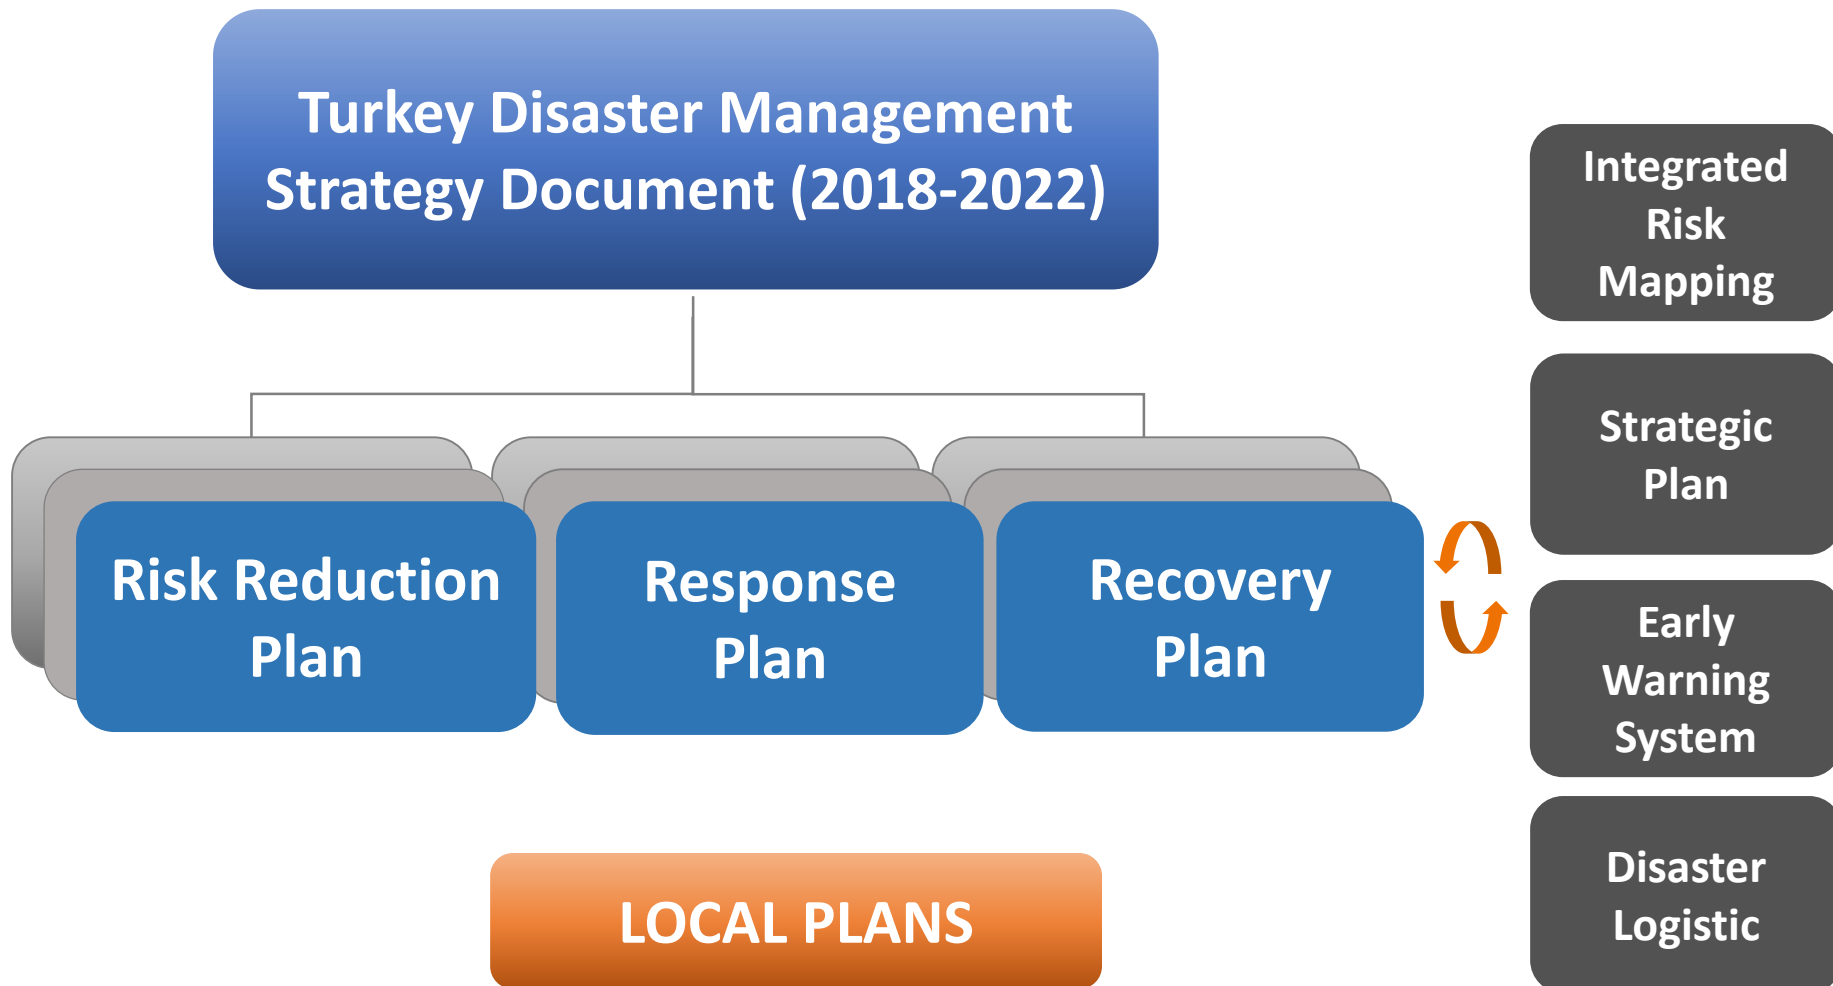 Turkey Disaster Management
Strategy Document (2018-2022)
Risk Reduction
Plan
Response
Plan
Recovery
Plan
LOCAL PLANS
Integrated
Risk
Mapping
Strategic
Plan
Early
Warning
System
Disaster
Logistic